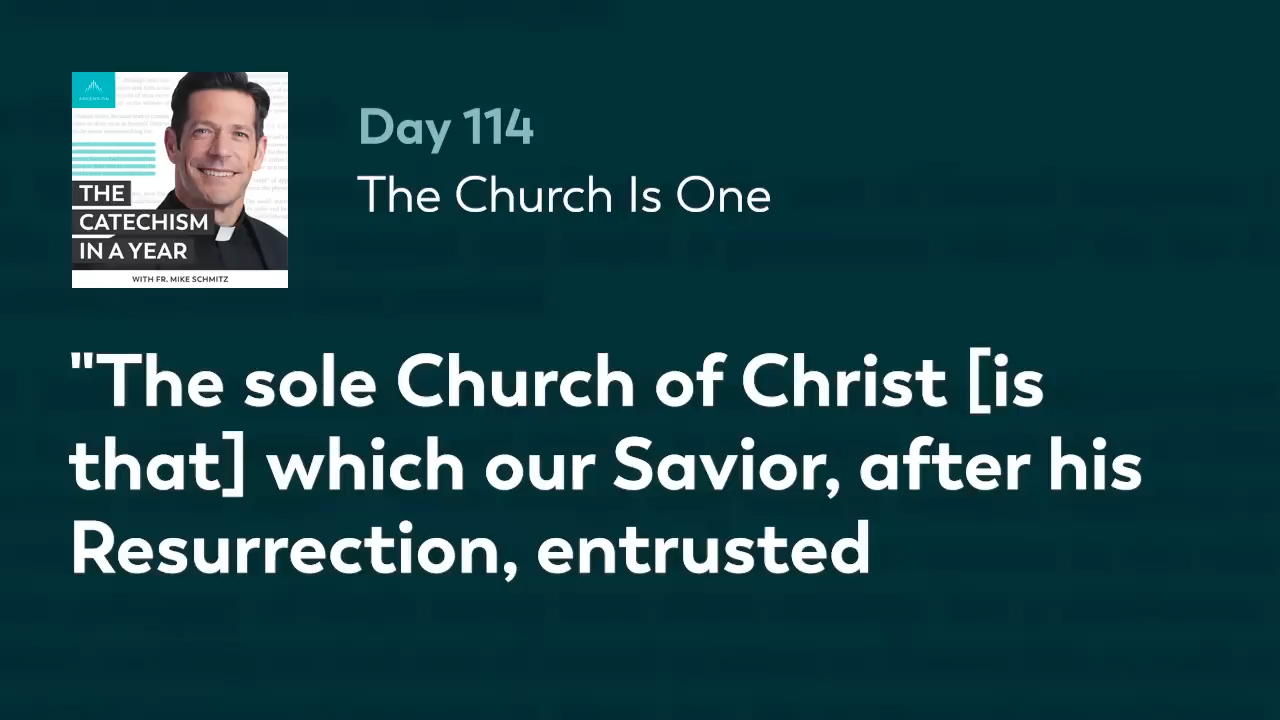 ASCENSION
THE
CATECHISM
IN A YEAR
WITH FR. MIKE SCHMITZ
Day 114
The Church Is One
"The sole Church of Christ [is
that] which our Savior, after his
Resurrection, entrusted